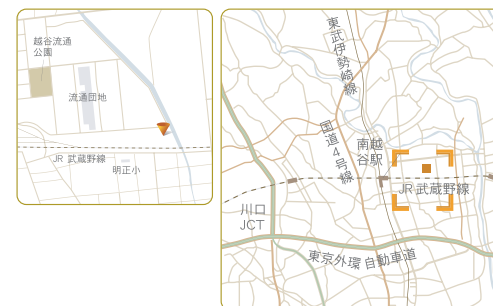 越谷流通
公園
流通団地
JR 武蔵野線
明正小
東武伊勢崎線
国道4号線
南越
谷駅
JR 武蔵野線
川口
JCT
東京外環自動車道